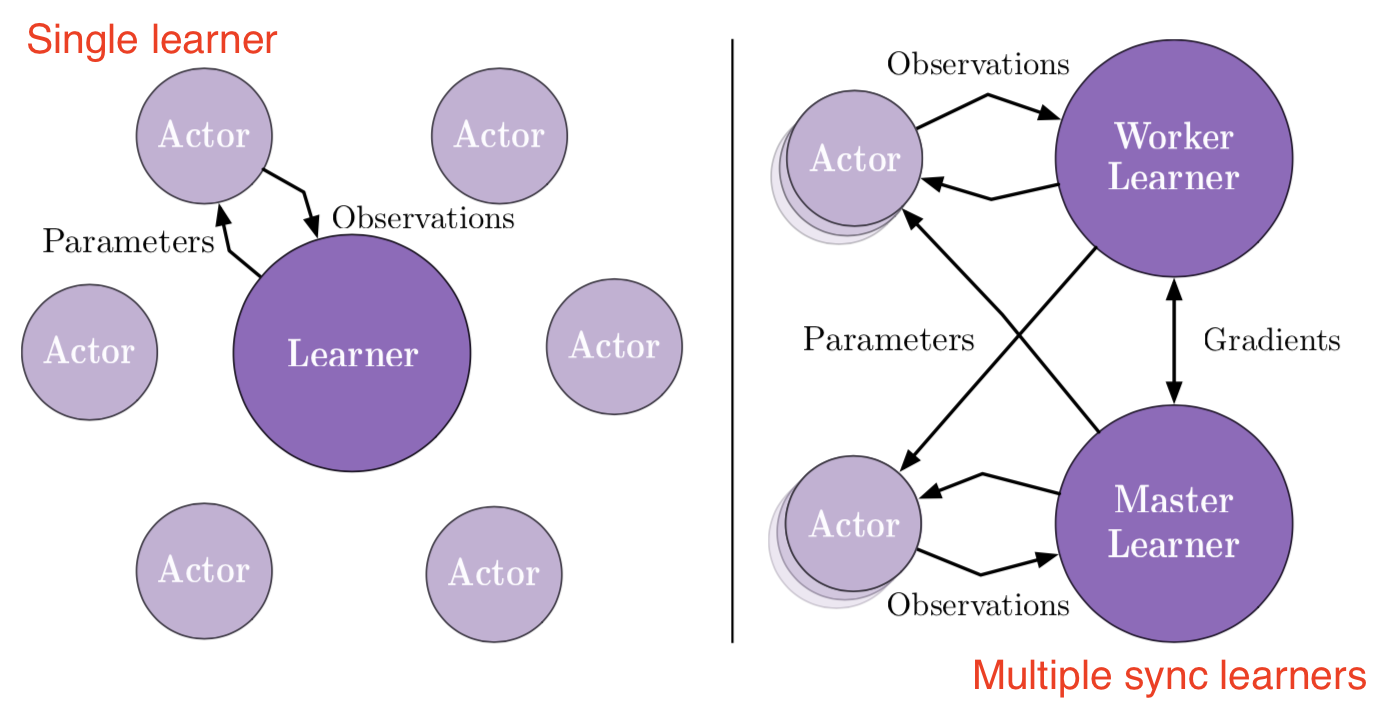 Single learner
Actor
Actor
Parameters
Observations
Actor
Learner
Actor
Actor
Actor
Observations
Actor
Worker
Learner
Parameters
Gradients
Actor
Master
Learner
Observations
Multiple sync learners